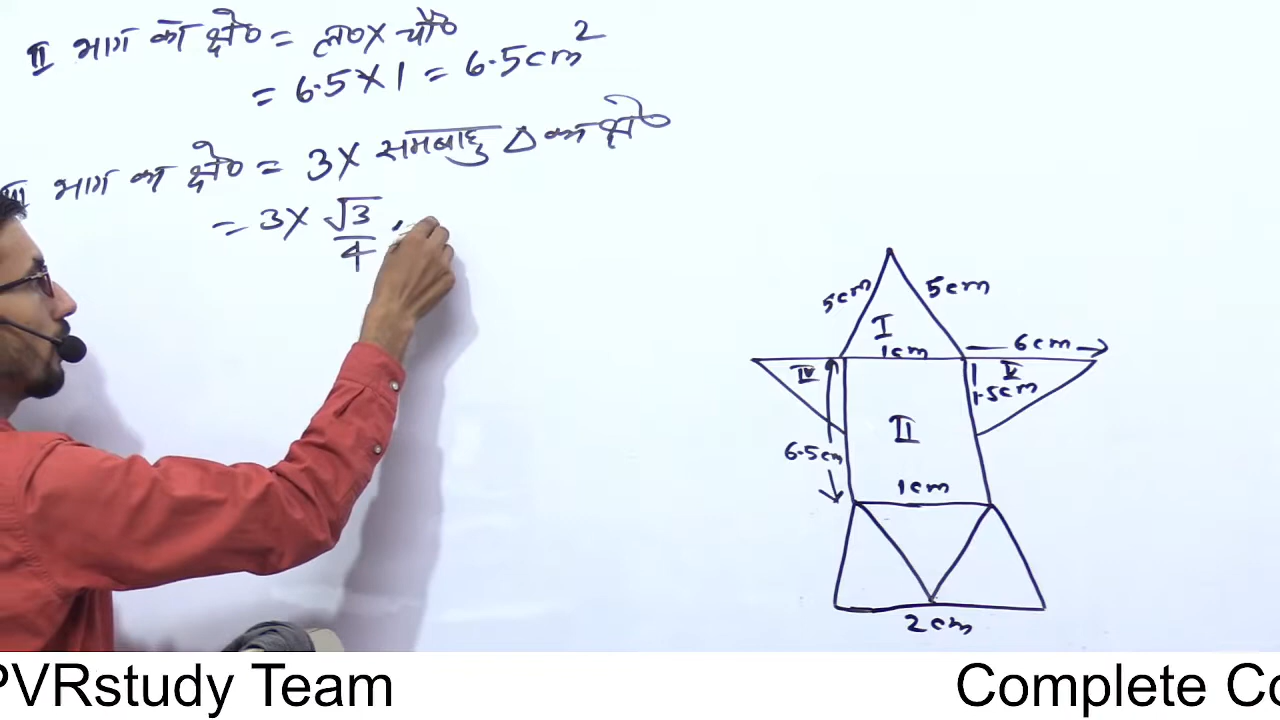 II भाग का क्षे० = ल० X चौ०
= 6.5 X 1 = 6.5cm²
III भाग का क्षे० = 3 X समबाहु Δ का क्षे०
= 3 X √3/4
5cm 5cm
I
1cm 6cm
IV V
1.5cm
II
6.5cm
1cm
2cm
PVRstudy Team Complete Co